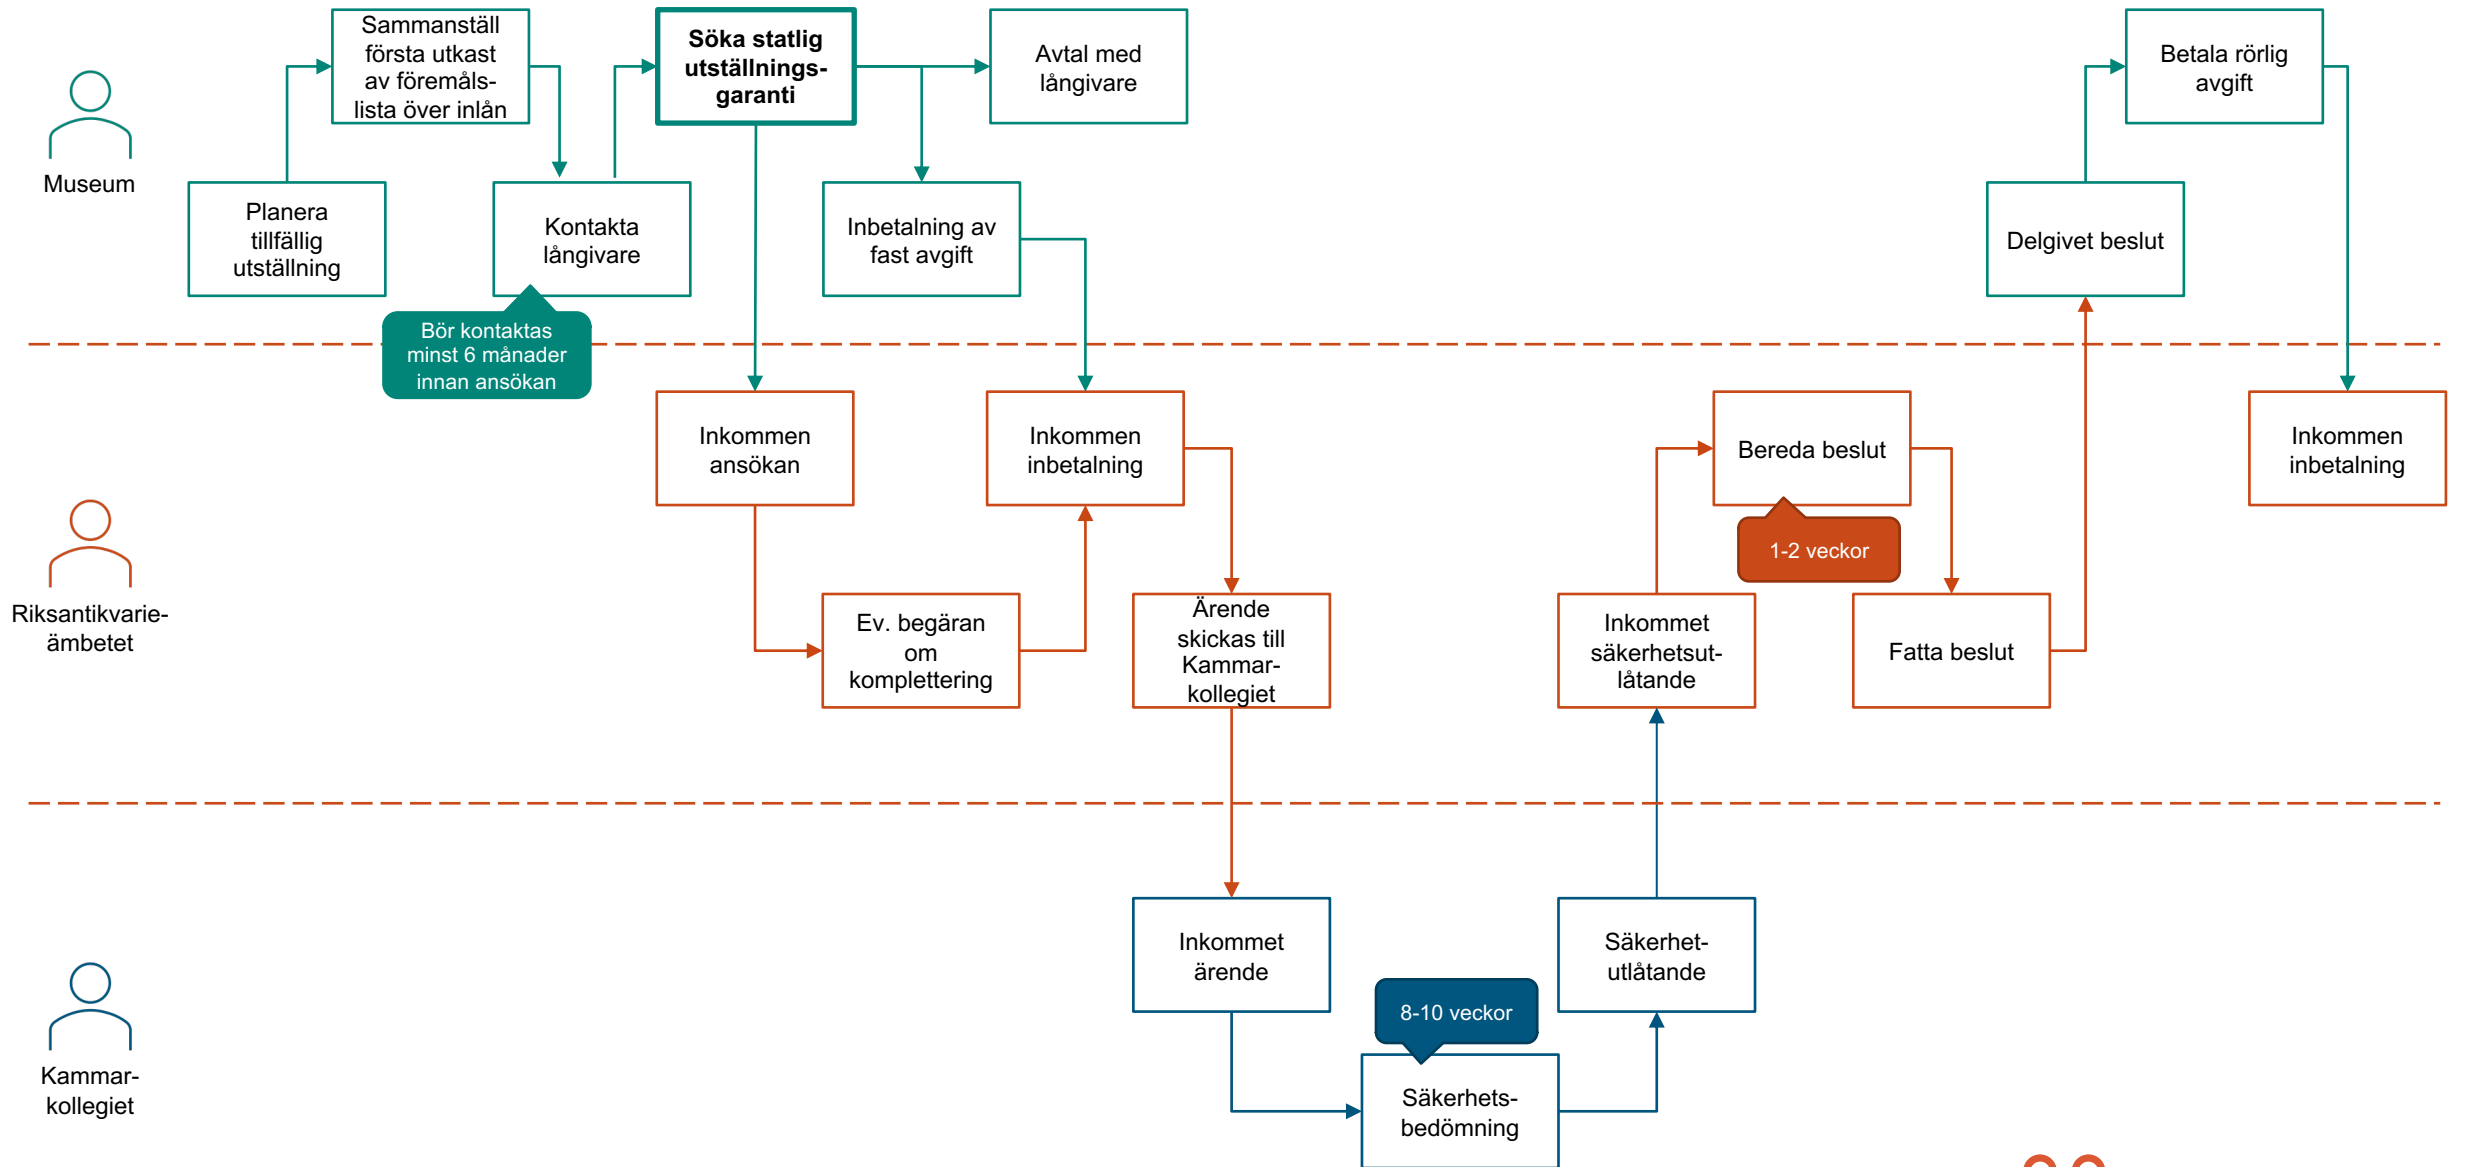 Sammanställ
första utkast
av föremåls-
lista över inlån
Söka statlig
utställnings-
garanti
Avtal med
långivare
Betala rörlig
avgift
Museum
Planera
tillfällig
utställning
Kontakta
långivare
Inbetalning av
fast avgift
Delgivet beslut
Bör kontaktas
minst 6 månader
innan ansökan
Inkommen
ansökan
Inkommen
inbetalning
Bereda beslut
Inkommen
inbetalning
1-2 veckor
Riksantikvarie-
ämbetet
Ev. begäran
om
komplettering
Ärende
skickas till
Kammar-
kollegiet
Inkommet
säkerhetsut-
låtande
Fatta beslut
Inkommet
ärende
Säkerhet-
utlåtande
8-10 veckor
Kammar-
kollegiet
Säkerhets-
bedömning